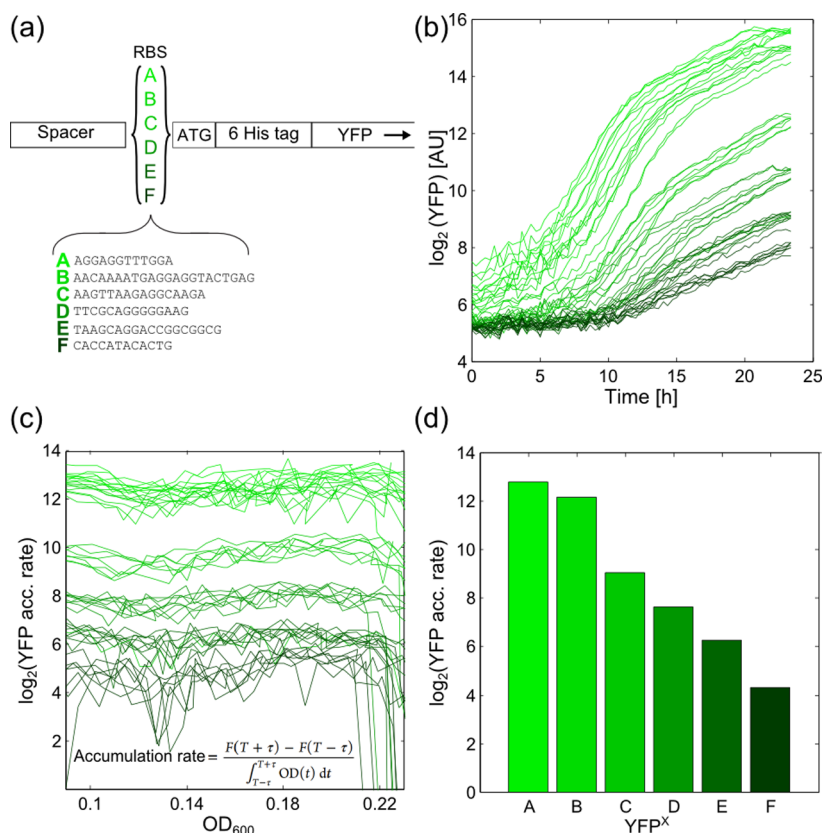 (a)
RBS
A
B
C
D
E
F
Spacer
ATG
6 His tag
YFP
A AGGAGGTTTGGA
B AACAAAATGAGGAGGTACTGAG
C AAGTTAAGAGGCAAGA
D TTCGCAGGGGGAAG
E TAAGCAGGACCGGCGGCG
F CACCATACACTG
(b)
16
14
12
10
8
6
4
log₂ (YFP) [AU]
0 5 10 15 20 25
Time [h]
(c)
14
12
10
8
6
4
2
log₂(YFP acc. rate)
Accumulation rate = F(T + τ) − F(T − τ) / ∫_{T−τ}^{T+τ} OD(t) dt
0.1 0.14 0.18 0.22
OD₆₀₀
(d)
14
12
10
8
6
4
2
0
log₂(YFP acc. rate)
A B C D E F
YFPˣ